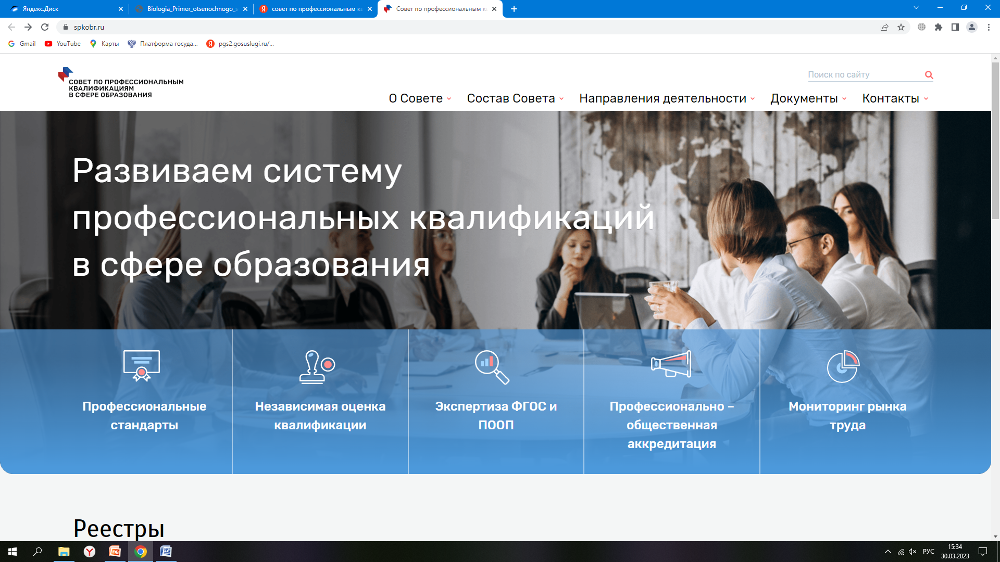 Яндекс.Диск
Biologia_Primer_otsenochnogo_s
совет по профессиональным к
Совет по профессиональным к
spkobr.ru
Gmail
YouTube
Карты
Платформа госуда...
pgs2.gosuslugi.ru/...
СОВЕТ ПО ПРОФЕССИОНАЛЬНЫМ
КВАЛИФИКАЦИЯМ
В СФЕРЕ ОБРАЗОВАНИЯ
Поиск по сайту
О Совете
Состав Совета
Направления деятельности
Документы
Контакты
Развиваем систему
профессиональных квалификаций
в сфере образования
Профессиональные
стандарты
Независимая оценка
квалификации
Экспертиза ФГОС и
ПООП
Профессионально –
общественная
аккредитация
Мониторинг рынка
труда
Реестры
РУС
15:34
30.03.2023